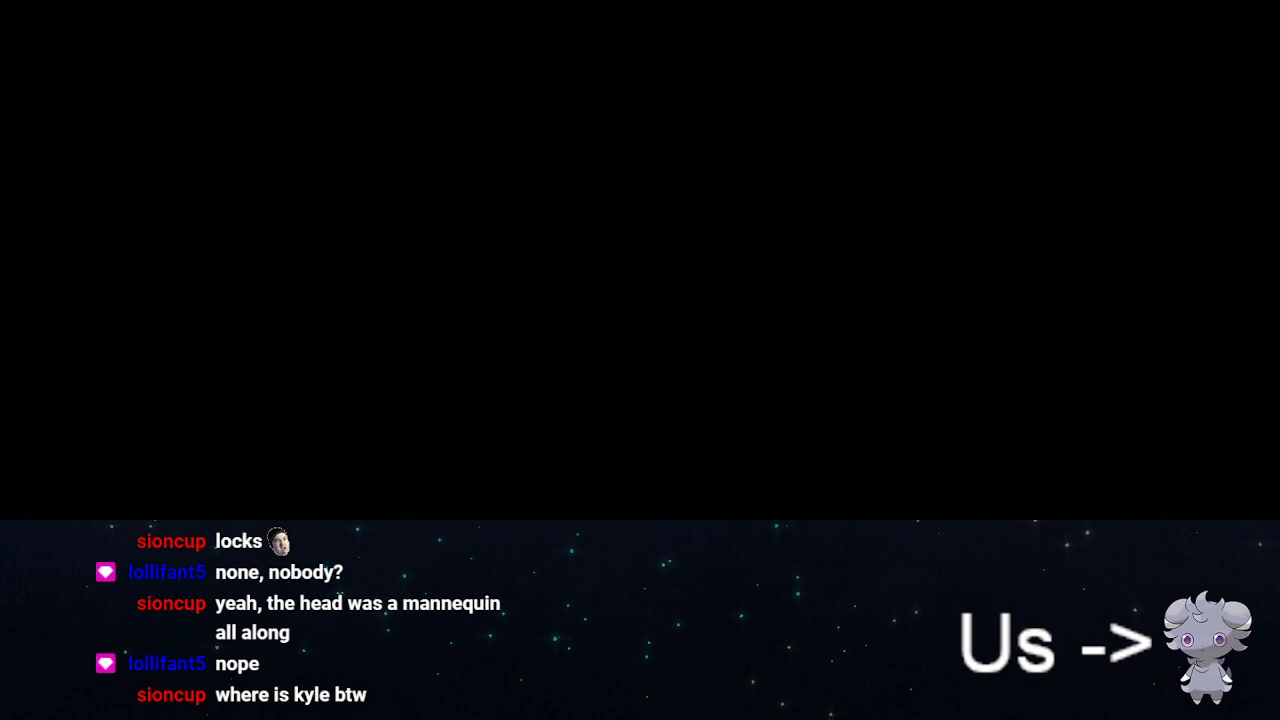 sioncup locks
lollifant5 none, nobody?
sioncup yeah, the head was a mannequin
all along
lollifant5 nope
sioncup where is kyle btw
Us ->